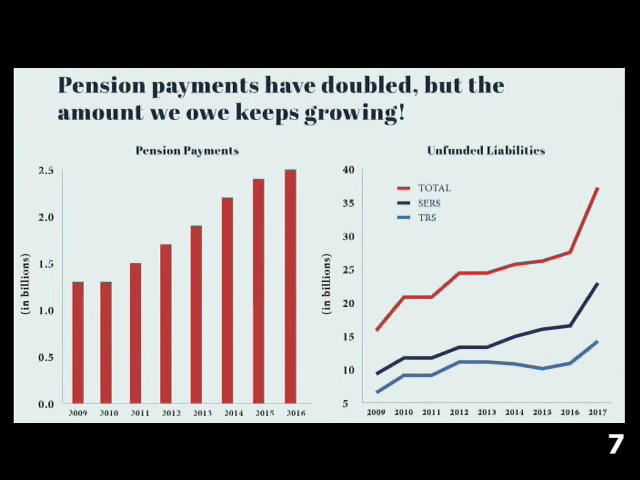 Pension payments have doubled, but the
amount we owe keeps growing!
Pension Payments
(in billions)
2.5
2.0
1.5
1.0
0.5
0.0
2009 2010 2011 2012 2013 2014 2015 2016
Unfunded Liabilities
(in billions)
40
35
30
25
20
15
10
5
TOTAL
SERS
TRS
2009 2010 2011 2012 2013 2014 2015 2016 2017
7